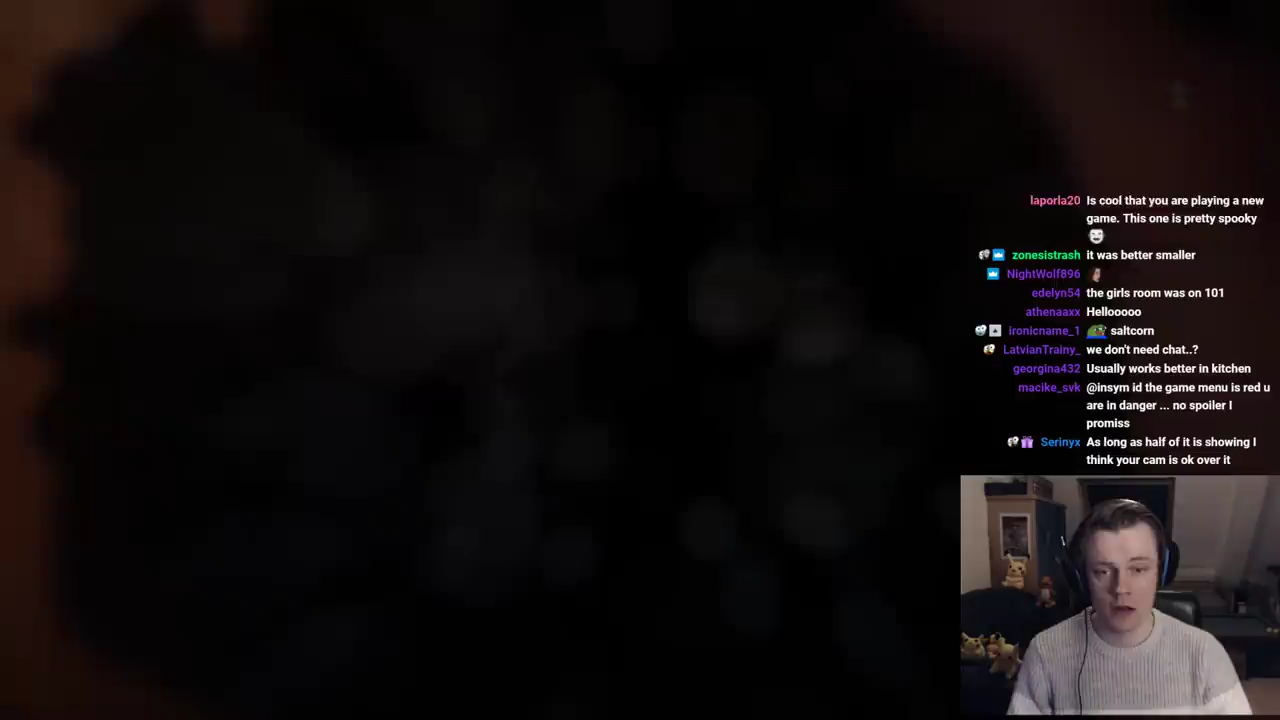 laporla20 Is cool that you are playing a new
game. This one is pretty spooky
zonesistrash it was better smaller
NightWolf896
edelyn54 the girls room was on 101
athenaaxx Hellooooo
ironicname_1 saltcorn
LatvianTrainy_ we don't need chat..?
georgina432 Usually works better in kitchen
macike_svk @insym id the game menu is red u
are in danger ... no spoiler I
promiss
Serinyx As long as half of it is showing I
think your cam is ok over it